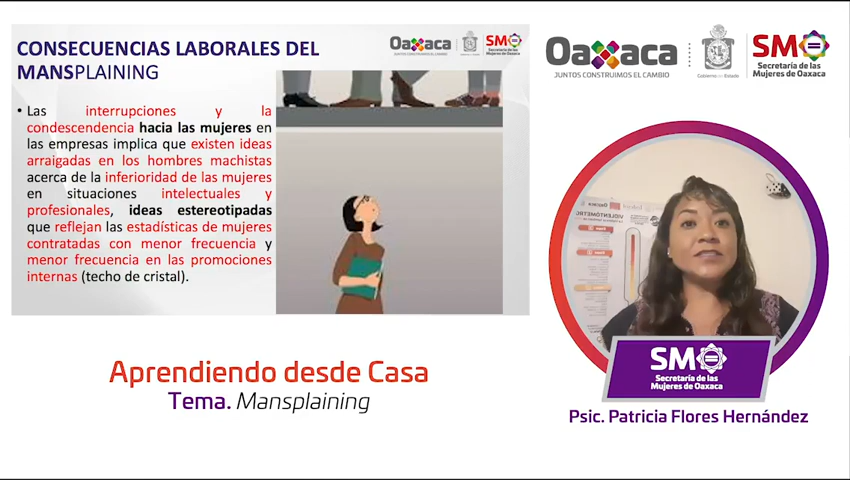 CONSECUENCIAS LABORALES DEL
MANSPLAINING
Oaxaca
JUNTOS CONSTRUIMOS EL CAMBIO
SM
Secretaría de las
Mujeres de Oaxaca
• Las interrupciones y la
condescendencia hacia las mujeres en
las empresas implica que existen ideas
arraigadas en los hombres machistas
acerca de la inferioridad de las mujeres
en situaciones intelectuales y
profesionales, ideas estereotipadas
que reflejan las estadísticas de mujeres
contratadas con menor frecuencia y
menor frecuencia en las promociones
internas (techo de cristal).
Oaxaca
JUNTOS CONSTRUIMOS EL CAMBIO
Gobierno del Estado
SM
Secretaría de las
Mujeres de Oaxaca
VIOLENTÓMETRO
SM
Secretaría de las
Mujeres de Oaxaca
Psic. Patricia Flores Hernández
Aprendiendo desde Casa
Tema. Mansplaining